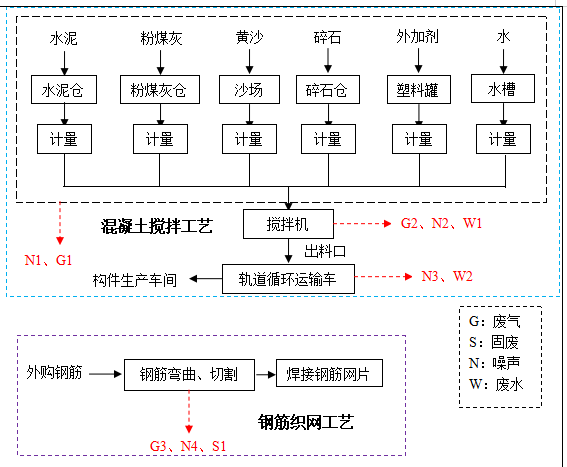 水泥 粉煤灰 黄沙 碎石 外加剂 水
水泥仓 粉煤灰仓 沙场 碎石仓 塑料罐 水槽
计量 计量 计量 计量 计量 计量
混凝土搅拌工艺 搅拌机 G2、N2、W1
出料口
N1、G1
构件生产车间 轨道循环运输车 N3、W2
G：废气
S：固废
N：噪声
W：废水
外购钢筋 钢筋弯曲、切割 焊接钢筋网片
钢筋织网工艺
G3、N4、S1